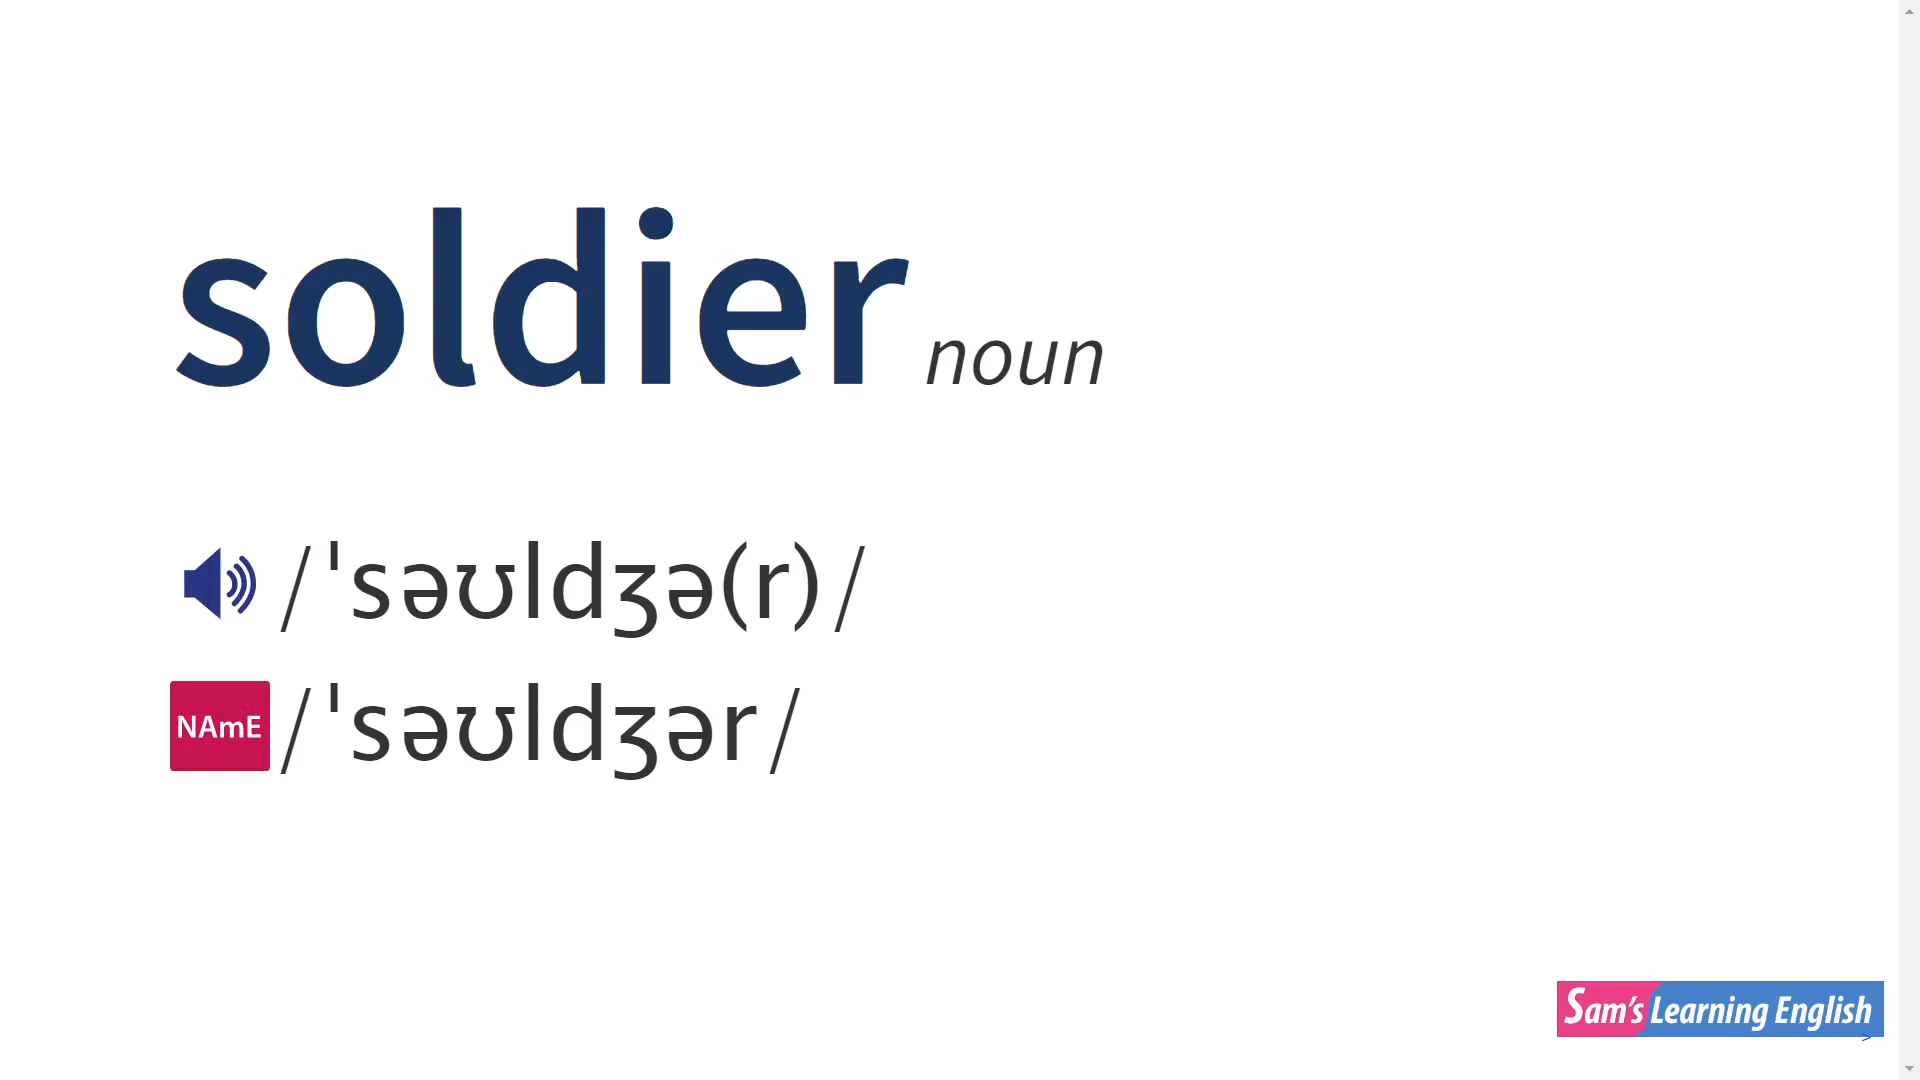 soldier noun
/ˈsəʊldʒə(r)/
NAmE /ˈsəʊldʒər/
Sam's Learning English
>